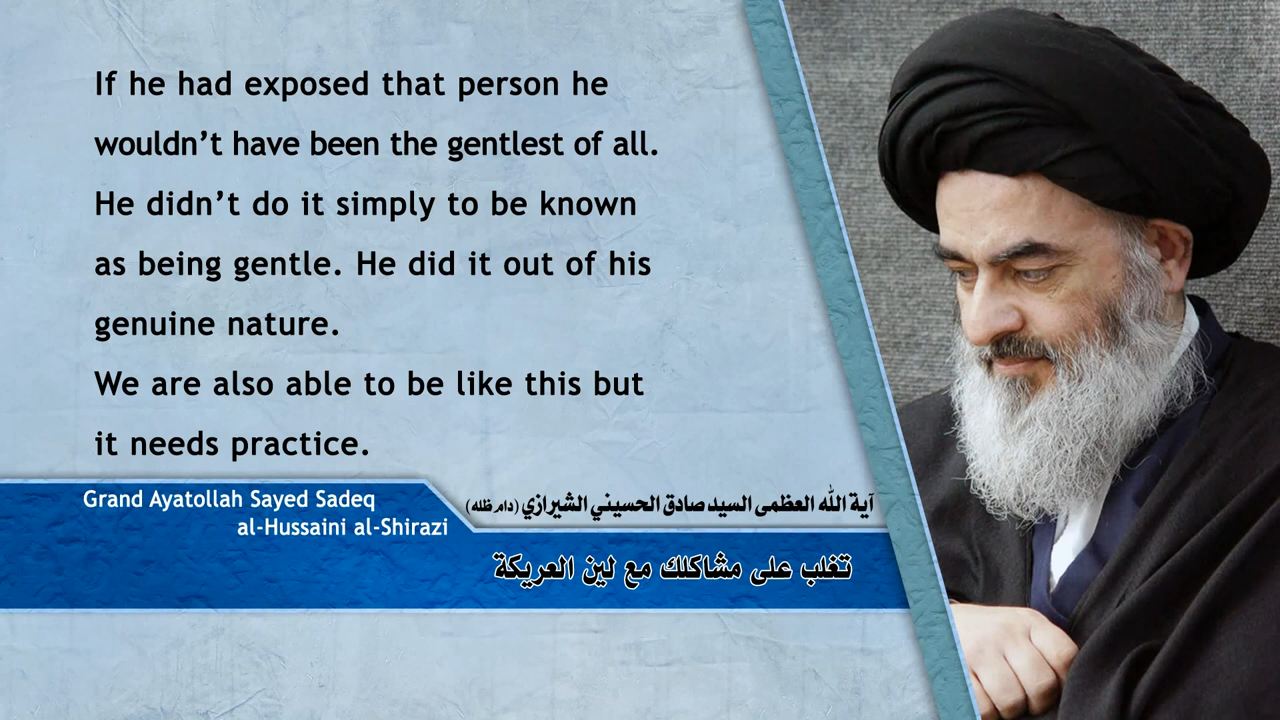 If he had exposed that person he
wouldn’t have been the gentlest of all.
He didn’t do it simply to be known
as being gentle. He did it out of his
genuine nature.
We are also able to be like this but
it needs practice.
Grand Ayatollah Sayed Sadeq
al-Hussaini al-Shirazi
آية الله العظمى السيد صادق الحسيني الشيرازي (دام ظله)
تغلب على مشاكلك مع لين العريكة